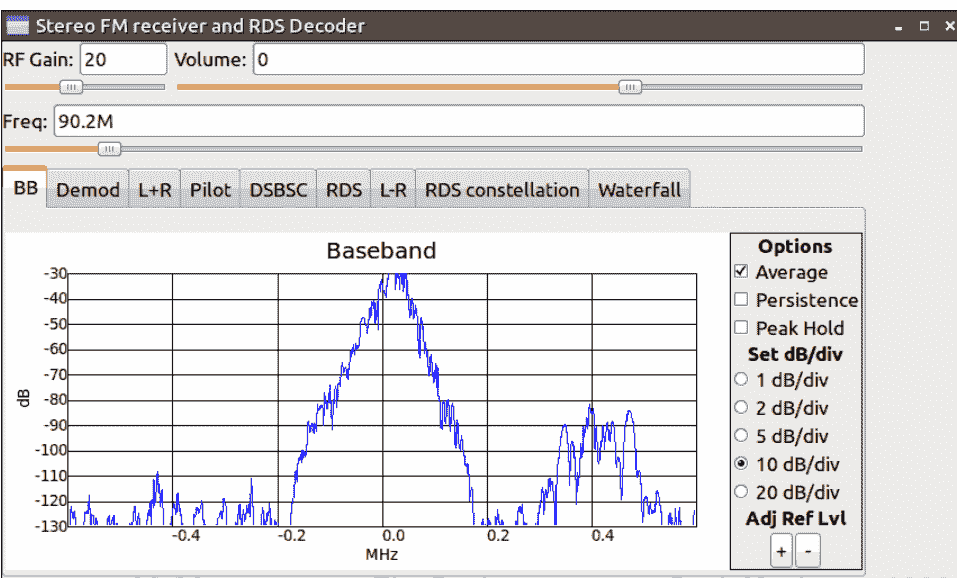 Stereo FM receiver and RDS Decoder
RF Gain: 20 Volume: 0
Freq: 90.2M
BB Demod L+R Pilot DSBSC RDS L-R RDS constellation Waterfall
Baseband
Options
Average
Persistence
Peak Hold
Set dB/div
1 dB/div
2 dB/div
5 dB/div
10 dB/div
20 dB/div
Adj Ref Lvl
+ -
dB
-30
-40
-50
-60
-70
-80
-90
-100
-110
-120
-130
-0.4 -0.2 0.0 0.2 0.4
MHz